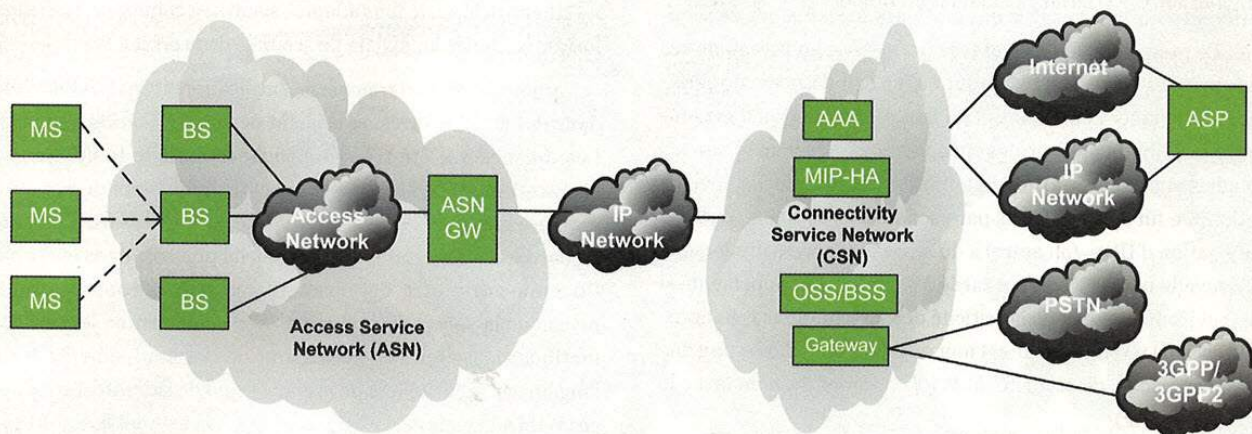 MS
MS
MS
BS
BS
BS
Access
Network
ASN
GW
Access Service
Network (ASN)
IP
Network
AAA
MIP-HA
Connectivity
Service Network
(CSN)
OSS/BSS
Gateway
Internet
IP
Network
ASP
PSTN
3GPP/
3GPP2